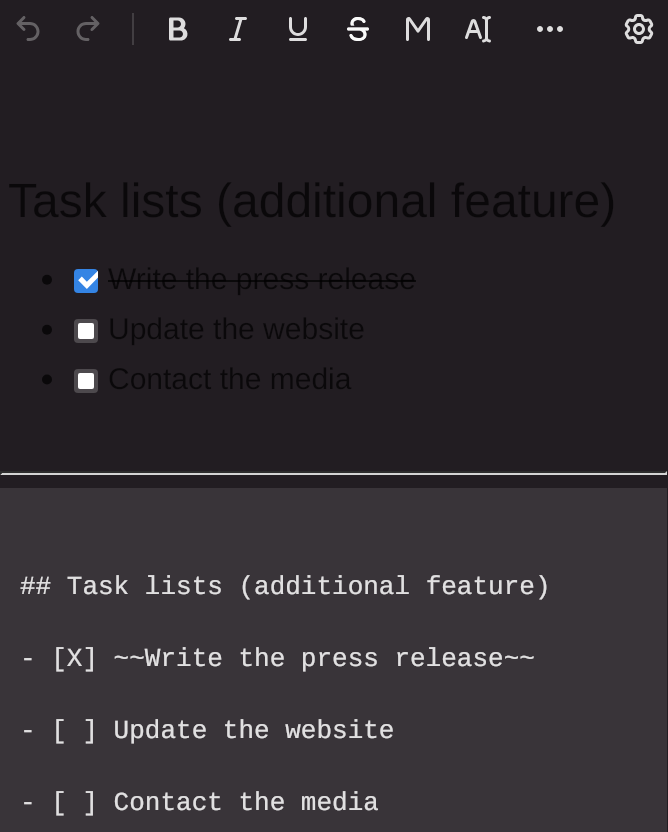 B I U S M AI
Task lists (additional feature)
Write the press release
Update the website
Contact the media
## Task lists (additional feature)
- [X] ~~Write the press release~~
- [ ] Update the website
- [ ] Contact the media